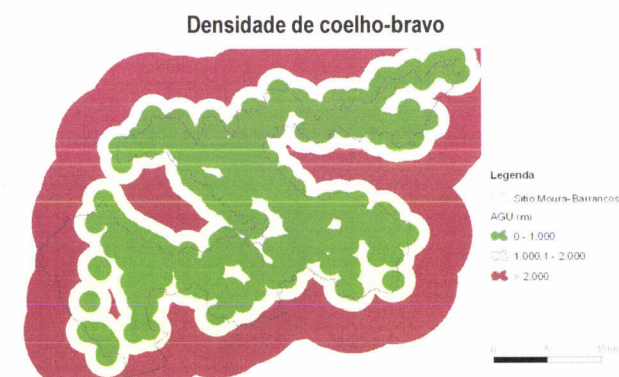 Densidade de coelho-bravo
Legenda
Sítio Moura-Barrancos
AGU (m)
0 - 1.000
1.000,1 - 2.000
> 2.000
0 5 10